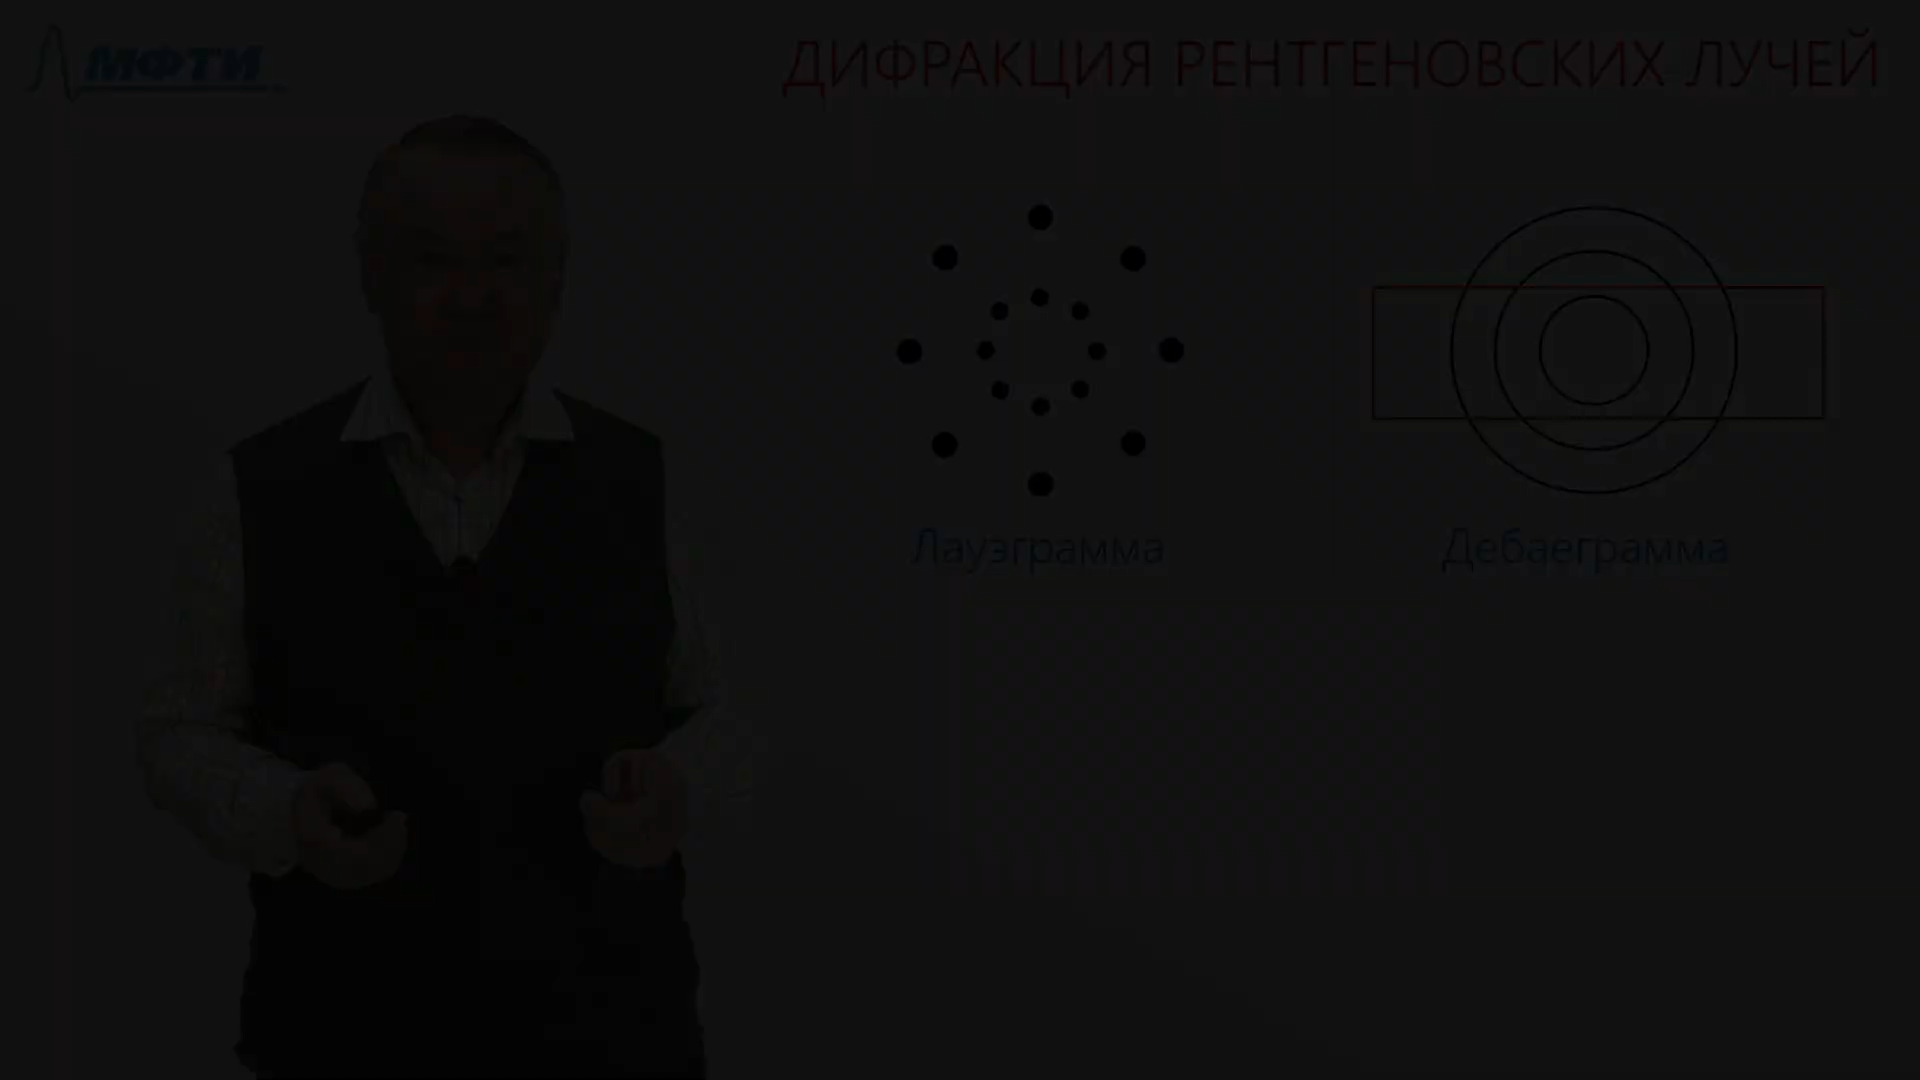 МФТИ
ДИФРАКЦИЯ РЕНТГЕНОВСКИХ ЛУЧЕЙ
Лауэграмма
Дебаеграмма